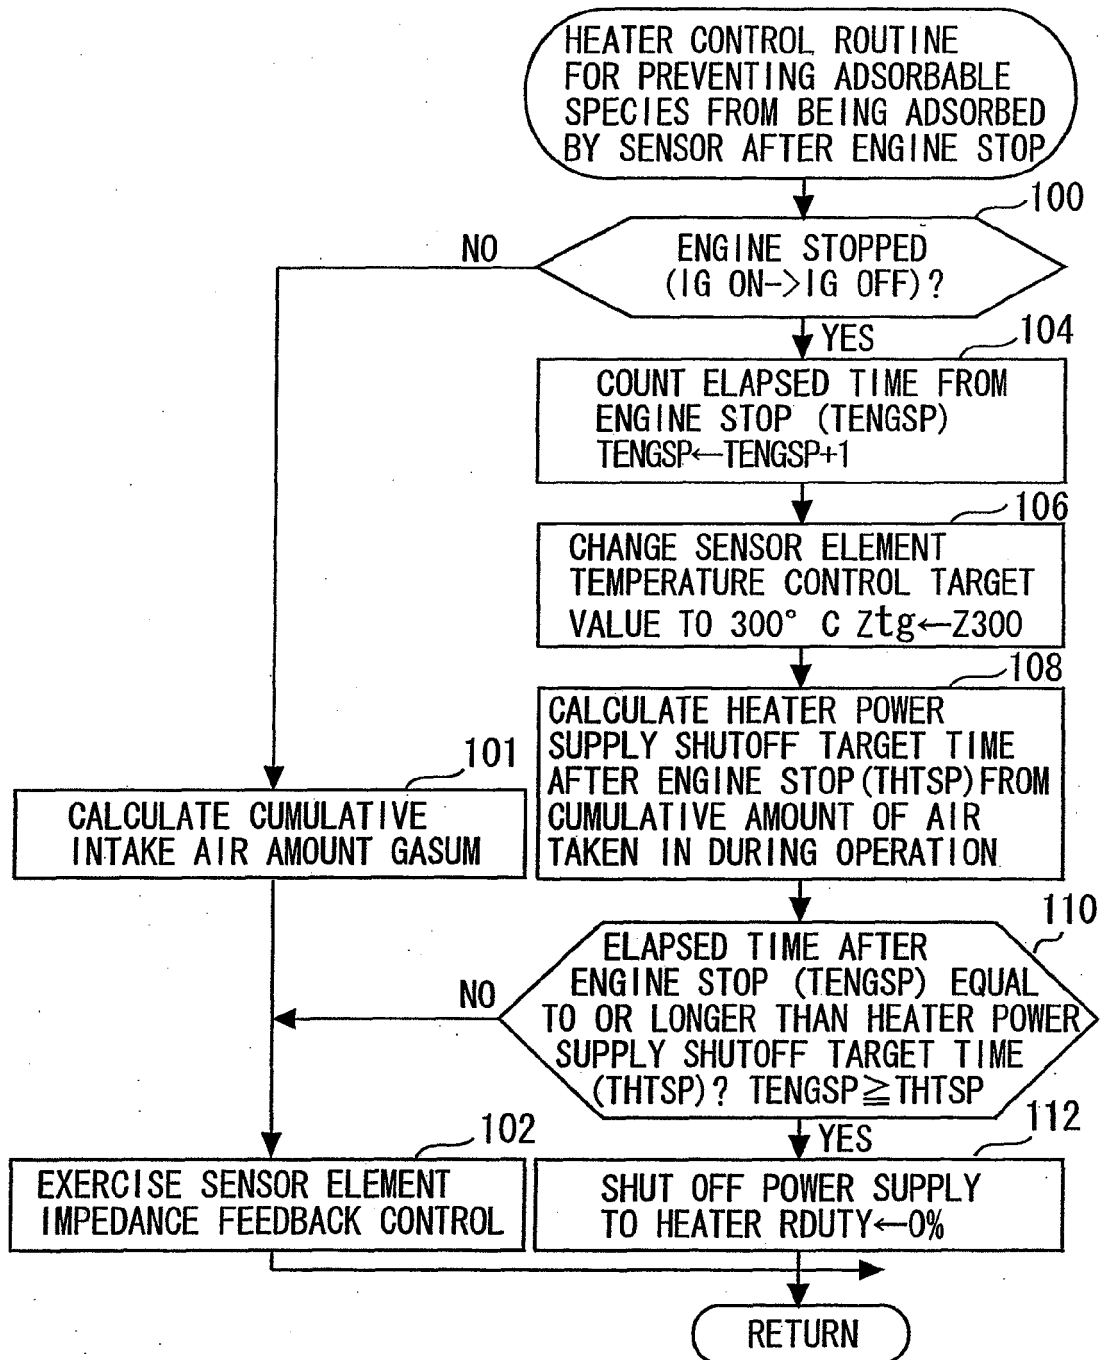 HEATER CONTROL ROUTINE
FOR PREVENTING ADSORBABLE
SPECIES FROM BEING ADSORBED
BY SENSOR AFTER ENGINE STOP
100
ENGINE STOPPED
(IG ON->IG OFF)?
NO
YES
104
COUNT ELAPSED TIME FROM
ENGINE STOP (TENGSP)
TENGSP←TENGSP+1
106
CHANGE SENSOR ELEMENT
TEMPERATURE CONTROL TARGET
VALUE TO 300° C Ztg←Z300
108
CALCULATE HEATER POWER
SUPPLY SHUTOFF TARGET TIME
AFTER ENGINE STOP(THTSP)FROM
CUMULATIVE AMOUNT OF AIR
TAKEN IN DURING OPERATION
101
CALCULATE CUMULATIVE
INTAKE AIR AMOUNT GASUM
110
ELAPSED TIME AFTER
ENGINE STOP (TENGSP) EQUAL
TO OR LONGER THAN HEATER POWER
SUPPLY SHUTOFF TARGET TIME
(THTSP)? TENGSP≧THTSP
NO
YES
102
EXERCISE SENSOR ELEMENT
IMPEDANCE FEEDBACK CONTROL
112
SHUT OFF POWER SUPPLY
TO HEATER RDUTY←0%
RETURN